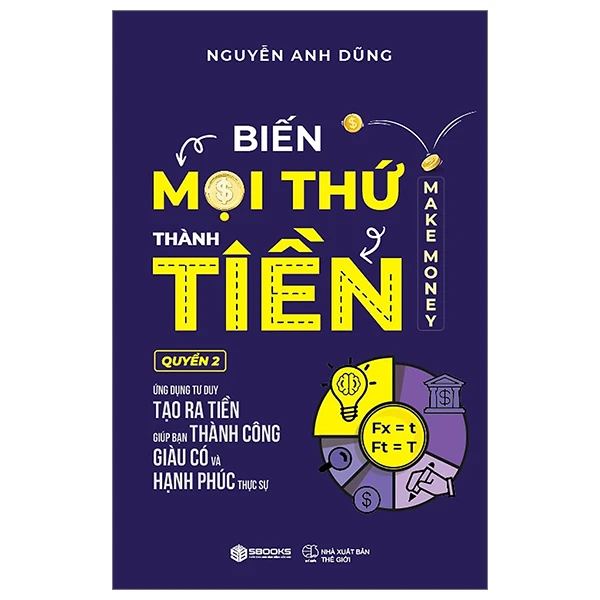 NGUYỄN ANH DŨNG
BIẾN
MỌI THỨ
THÀNH
TIỀN
MAKE MONEY
QUYỂN 2
ỨNG DỤNG TƯ DUY
TẠO RA TIỀN
GIÚP BẠN THÀNH CÔNG
GIÀU CÓ VÀ
HẠNH PHÚC THỰC SỰ
Fx = t
Ft = T
SBOOKS
NHÀ XUẤT BẢN
THẾ GIỚI